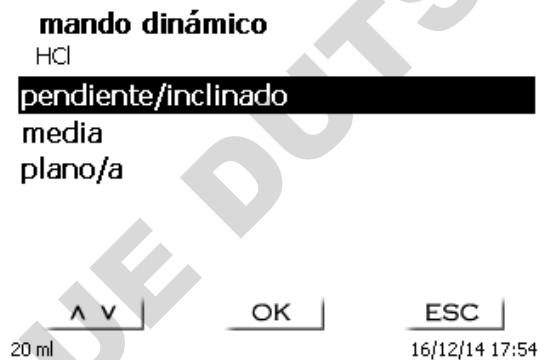 mando dinámico
HCl
pendiente/inclinado
media
plano/a
∧ ∨ OK ESC
20 ml 16/12/14 17:54